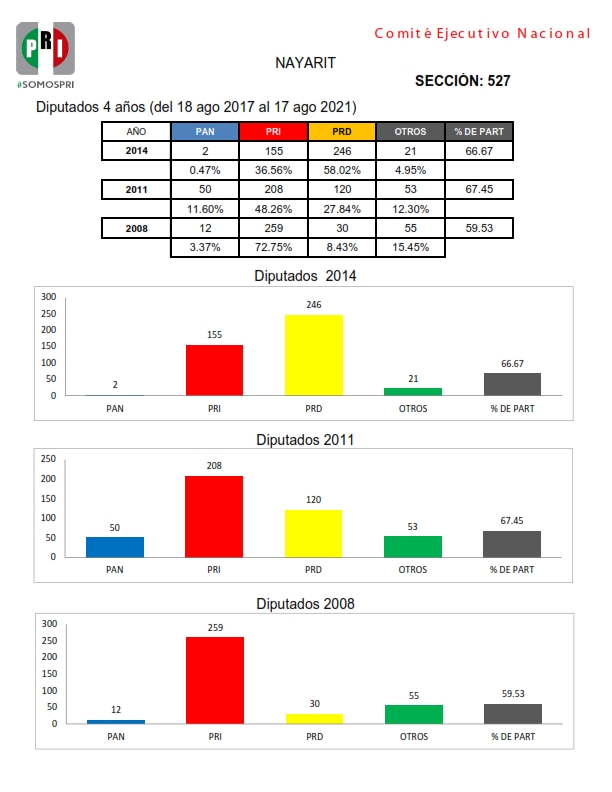 PRI
#SOMOSPRI
Comité Ejecutivo Nacional
NAYARIT
SECCIÓN: 527
Diputados 4 años (del 18 ago 2017 al 17 ago 2021)
AÑO PAN PRI PRD OTROS % DE PART
2014 2 155 246 21 66.67
0.47% 36.56% 58.02% 4.95%
2011 50 208 120 53 67.45
11.60% 48.26% 27.84% 12.30%
2008 12 259 30 55 59.53
3.37% 72.75% 8.43% 15.45%
Diputados 2014
300
250
200
150
100
50
0
2 155 246 21 66.67
PAN PRI PRD OTROS % DE PART
Diputados 2011
250
200
150
100
50
0
50 208 120 53 67.45
PAN PRI PRD OTROS % DE PART
Diputados 2008
300
250
200
150
100
50
0
12 259 30 55 59.53
PAN PRI PRD OTROS % DE PART